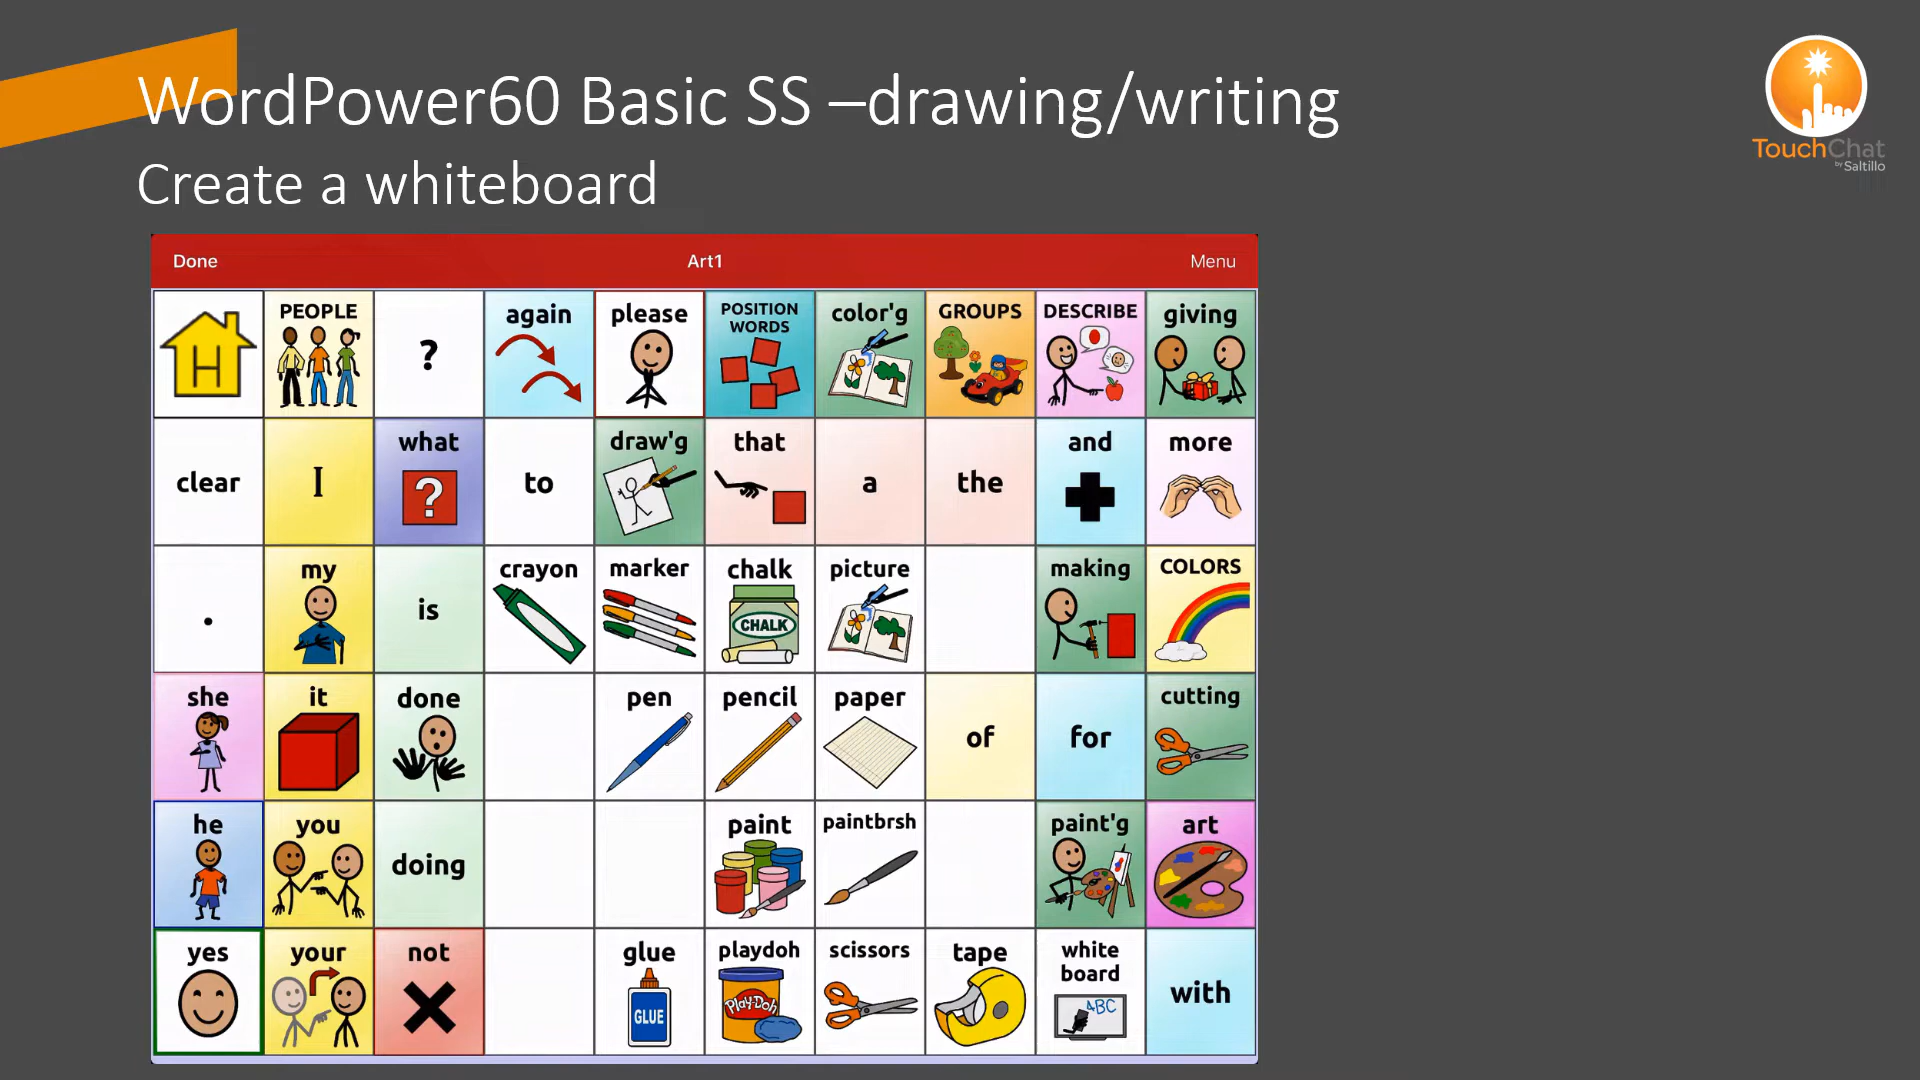 WordPower60 Basic SS –drawing/writing
Create a whiteboard
TouchChat
by Saltillo
Done Art1 Menu
H PEOPLE ? again please POSITION WORDS color'g GROUPS DESCRIBE giving
clear I what ? to draw'g that a the and more
. my is crayon marker chalk CHALK picture making COLORS
she it done pen pencil paper of for cutting
he you doing paint paintbrsh paint'g art
yes your not glue GLUE playdoh Play-Doh scissors tape white board ABC with